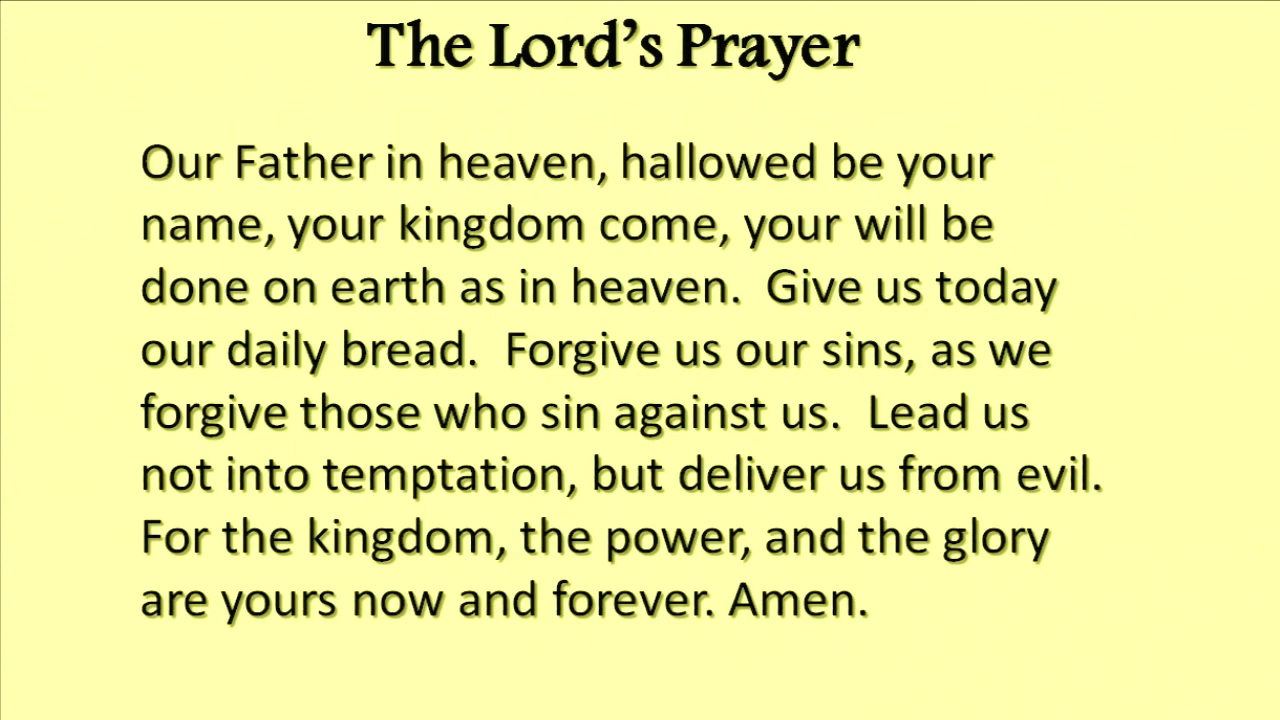 The Lord’s Prayer
Our Father in heaven, hallowed be your
name, your kingdom come, your will be
done on earth as in heaven.  Give us today
our daily bread.  Forgive us our sins, as we
forgive those who sin against us.  Lead us
not into temptation, but deliver us from evil.
For the kingdom, the power, and the glory
are yours now and forever. Amen.